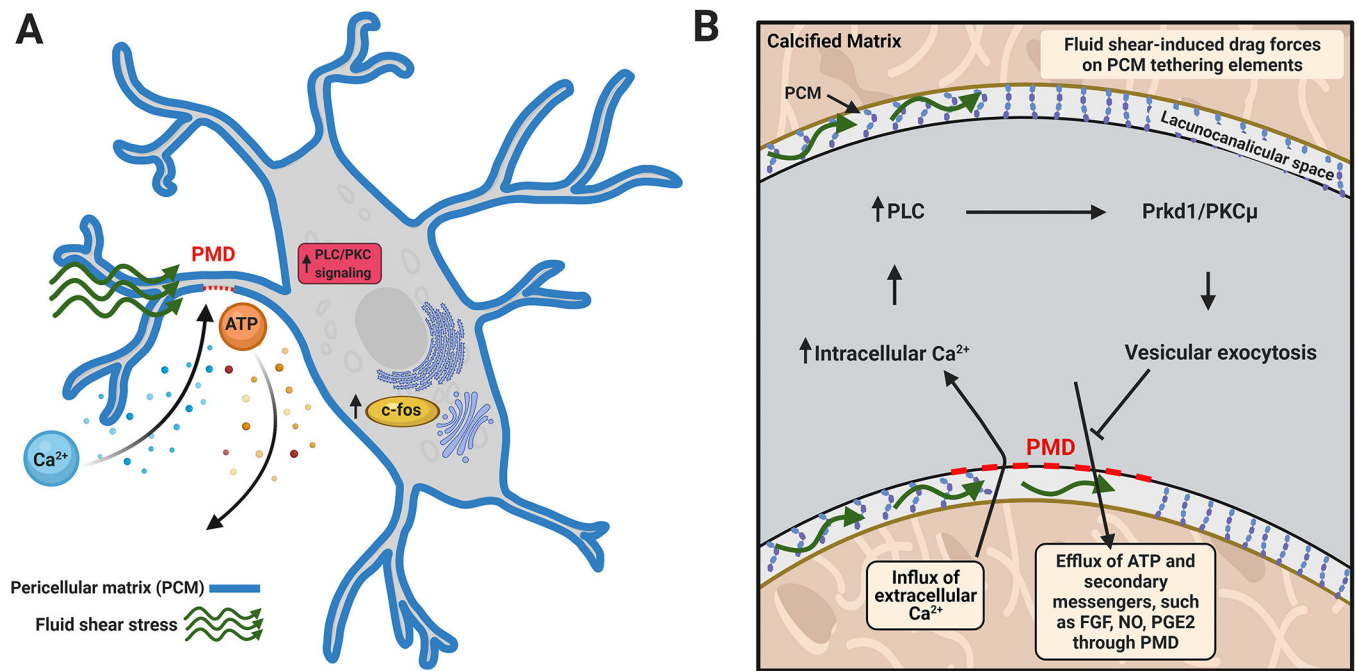 A
PMD
PLC/PKC
signaling
ATP
c-fos
Ca²⁺
Pericellular matrix (PCM)
Fluid shear stress
B
Calcified Matrix
Fluid shear-induced drag forces
on PCM tethering elements
PCM
Lacunocanalicular space
PLC
Prkd1/PKCμ
Intracellular Ca²⁺
Vesicular exocytosis
PMD
Influx of
extracellular
Ca²⁺
Efflux of ATP and
secondary
messengers, such
as FGF, NO, PGE2
through PMD